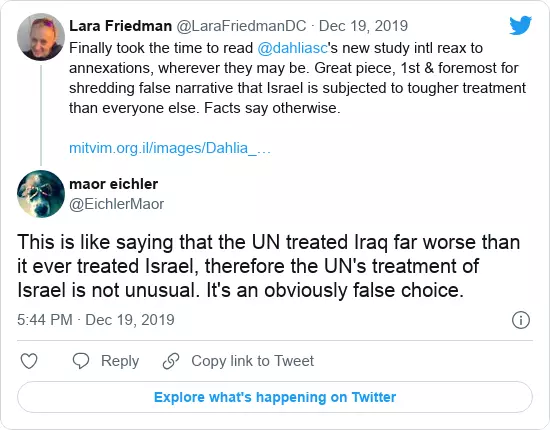 Lara Friedman @LaraFriedmanDC · Dec 19, 2019
Finally took the time to read @dahliasc's new study intl reax to
annexations, wherever they may be. Great piece, 1st & foremost for
shredding false narrative that Israel is subjected to tougher treatment
than everyone else. Facts say otherwise.
mitvim.org.il/images/Dahlia_…
maor eichler
@EichlerMaor
This is like saying that the UN treated Iraq far worse than
it ever treated Israel, therefore the UN's treatment of
Israel is not unusual. It's an obviously false choice.
5:44 PM · Dec 19, 2019
Reply
Copy link to Tweet
Explore what's happening on Twitter